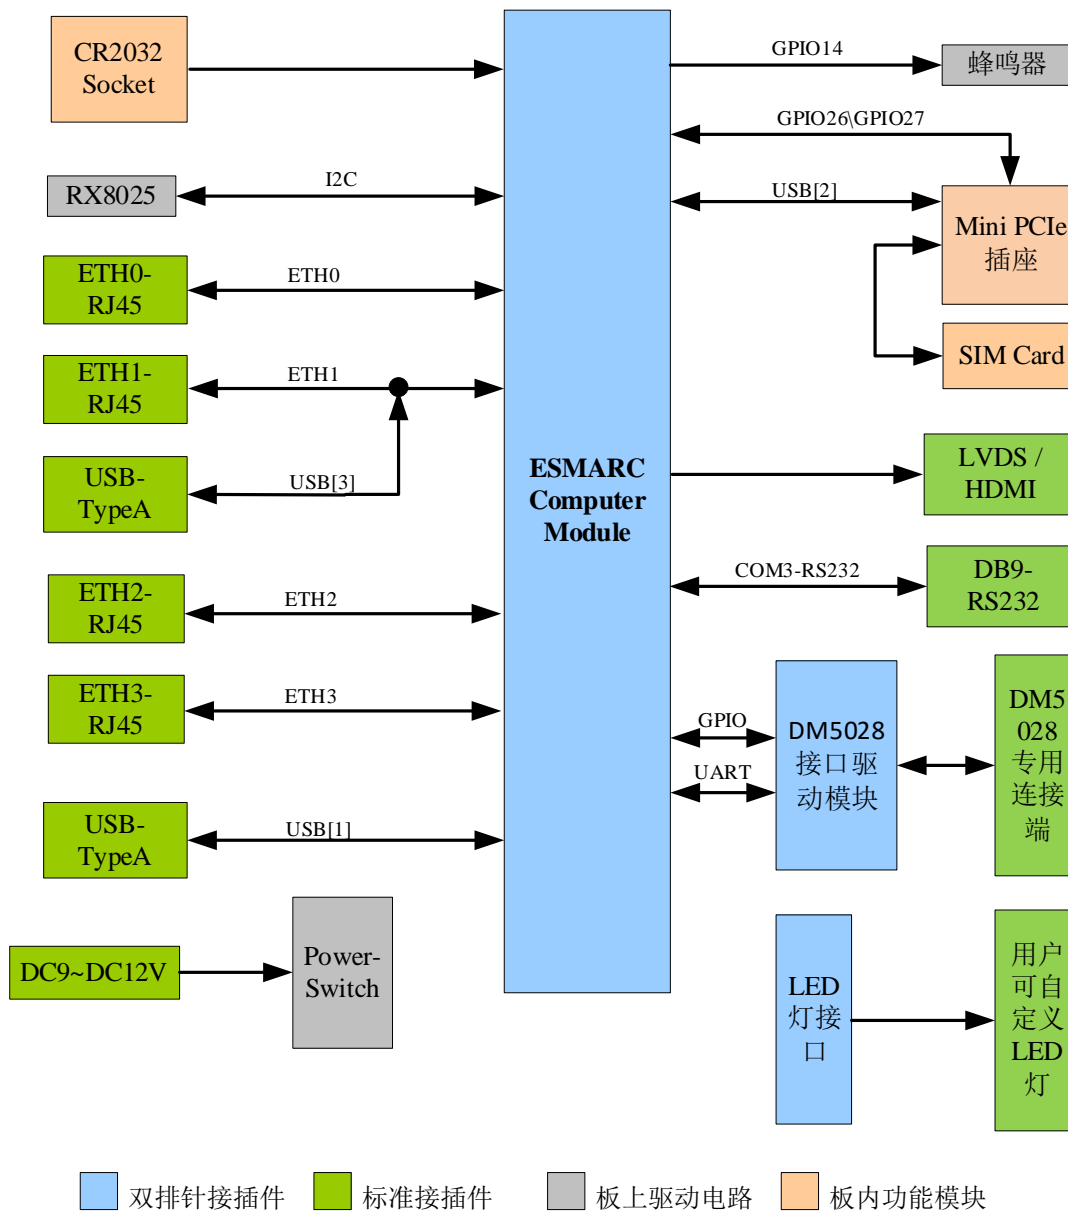 CR2032
Socket
GPIO14
蜂鸣器
GPIO26\GPIO27
I2C
RX8025
USB[2]
Mini PCIe
插座
ETH0-
RJ45
ETH0
SIM Card
ETH1-
RJ45
ETH1
USB-
TypeA
USB[3]
ESMARC
Computer
Module
LVDS /
HDMI
COM3-RS232
DB9-
RS232
ETH2-
RJ45
ETH2
ETH3-
RJ45
ETH3
GPIO
UART
DM5028
接口驱
动模块
DM5
028
专用
连接
端
USB-
TypeA
USB[1]
DC9~DC12V
Power-
Switch
LED
灯接
口
用户
可自
定义
LED
灯
双排针接插件
标准接插件
板上驱动电路
板内功能模块